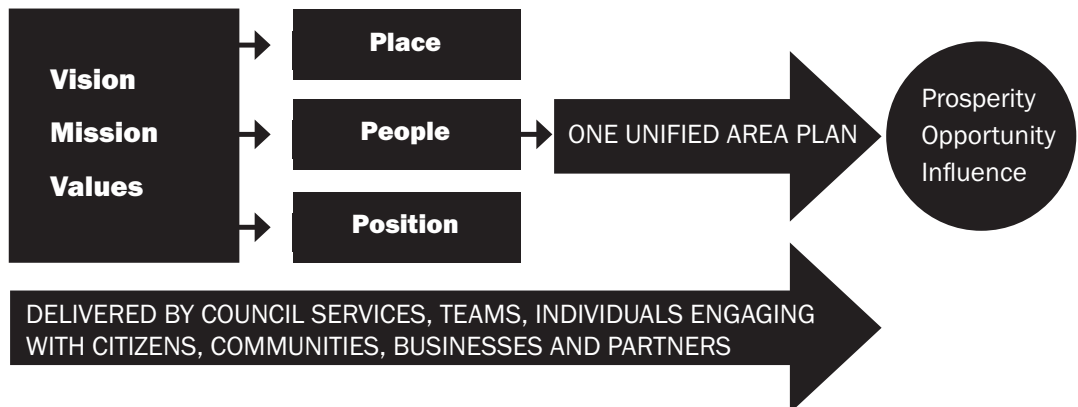 Vision
Mission
Values
Place
People
Position
ONE UNIFIED AREA PLAN
Prosperity
Opportunity
Influence
DELIVERED BY COUNCIL SERVICES, TEAMS, INDIVIDUALS ENGAGING
WITH CITIZENS, COMMUNITIES, BUSINESSES AND PARTNERS